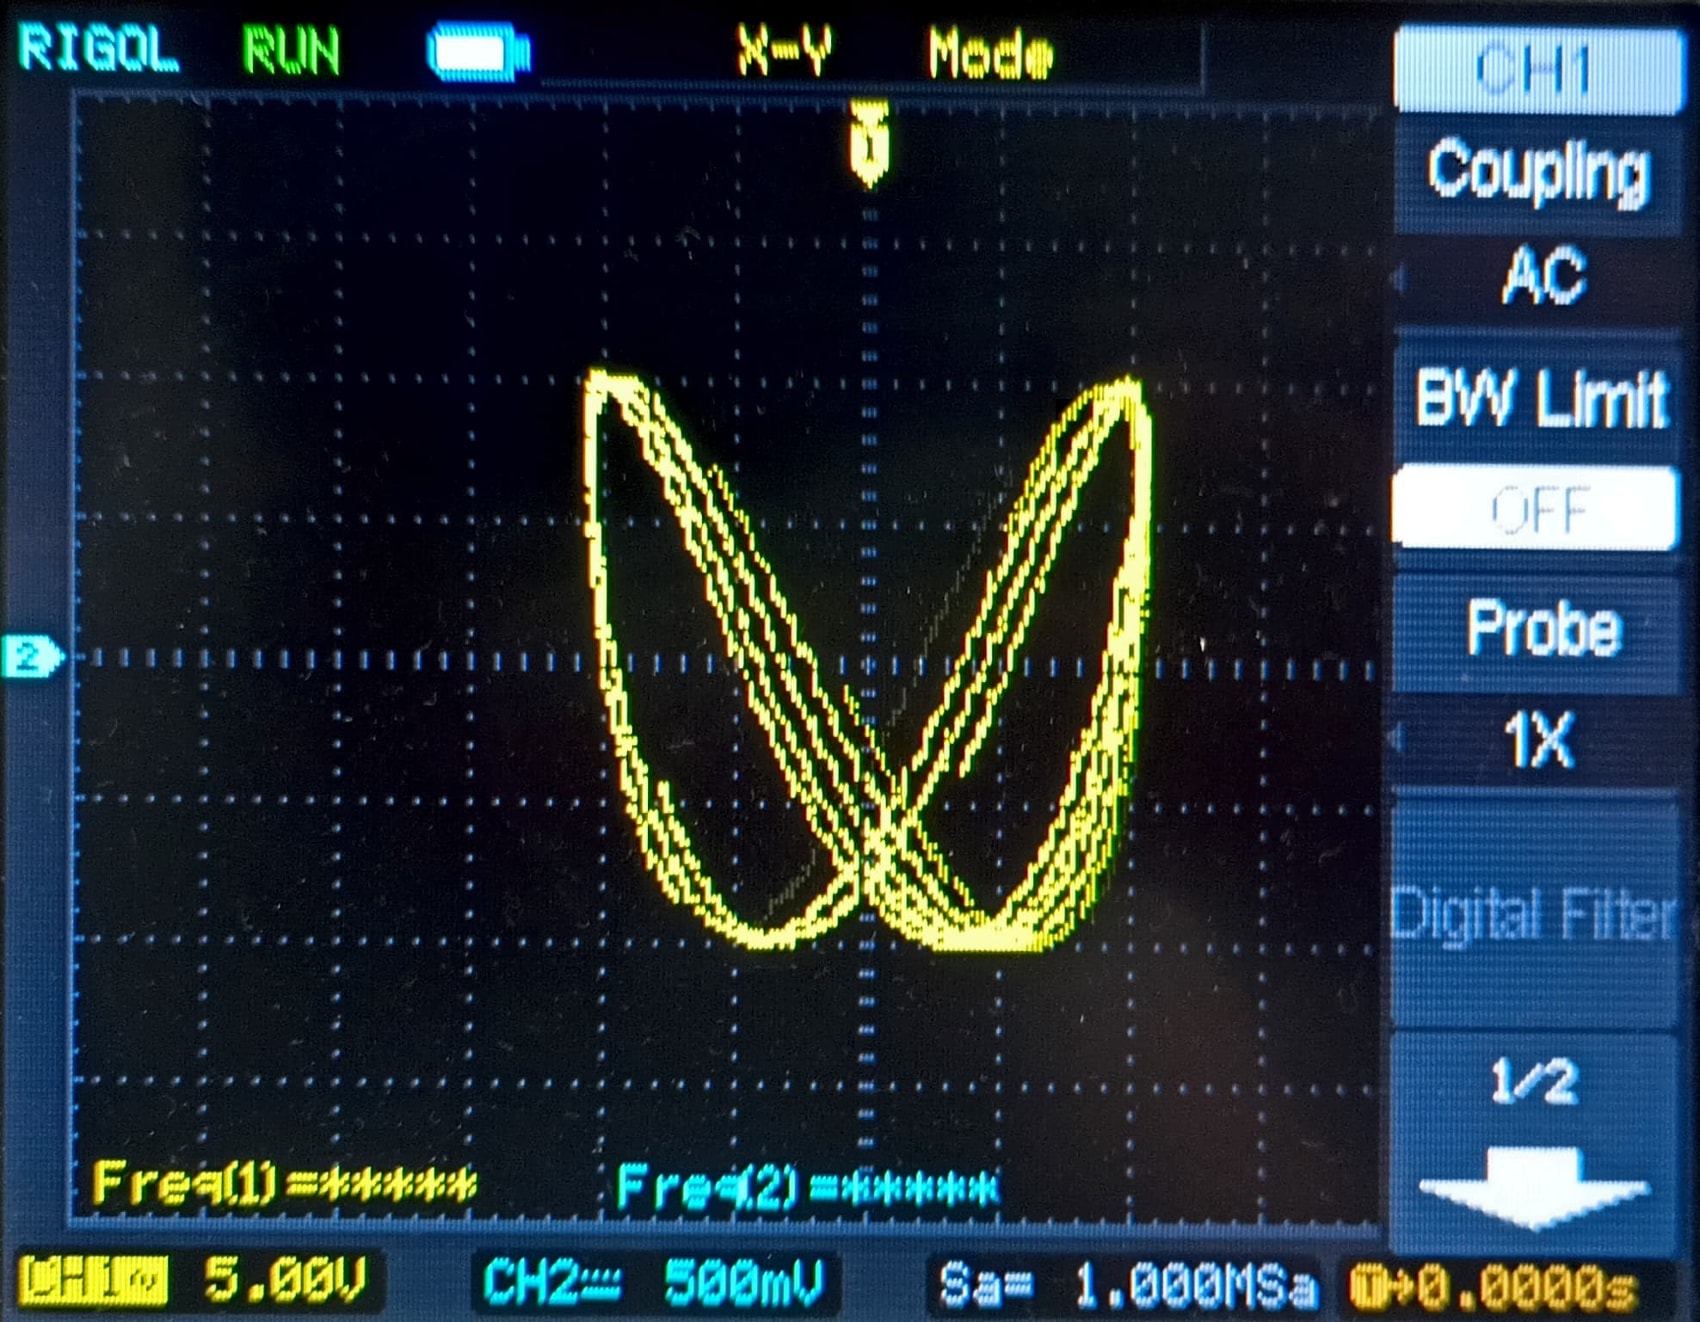 RIGOL RUN X-Y Mode
1
CH1
Coupling
AC
BW Limit
OFF
2
Probe
1X
Digital Filter
1/2
Freq(1)=***** Freq(2)=*****
CH1~ 5.00V CH2 500mV Sa= 1.000MSa T→0.0000s